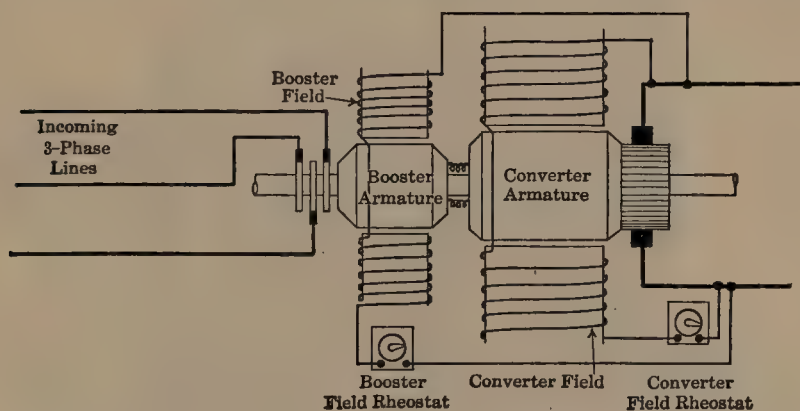 Booster
Field
Incoming
3-Phase
Lines
Booster
Armature
Converter
Armature
Booster
Field Rheostat
Converter Field
Converter
Field Rheostat